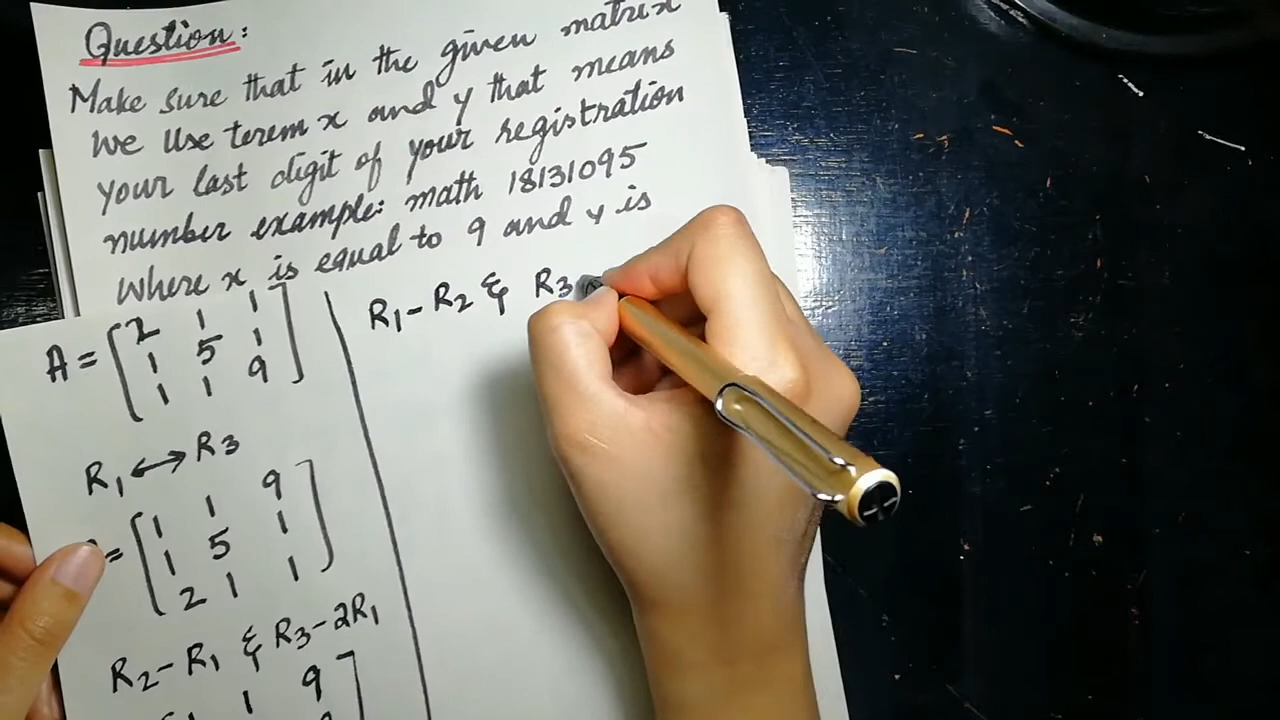 Question:
Make sure that in the given matrix
we use terem x and y that means
your last digit of your registration
number example: math 18131095
where x is equal to 9 and y is
A = [2 1 1
1 5 1
1 1 9]
R1 ↔ R3
= [1 1 9
1 5 1
2 1 1]
R2 - R1 & R3 - 2R1
1 9
R1 - R2 & R3